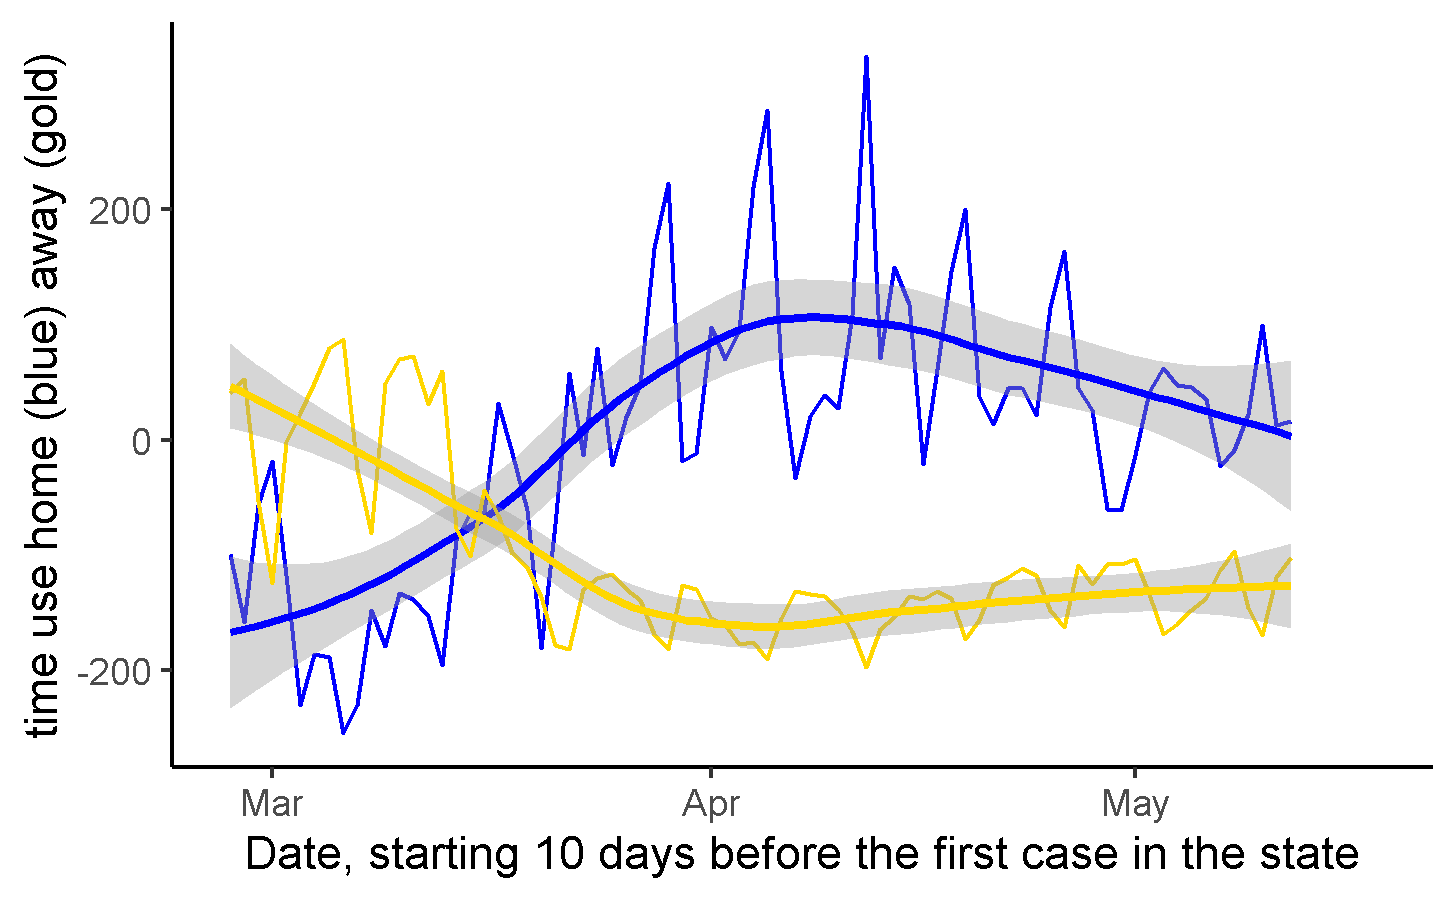 time use home (blue) away (gold)
200
0
-200
Mar Apr May
Date, starting 10 days before the first case in the state